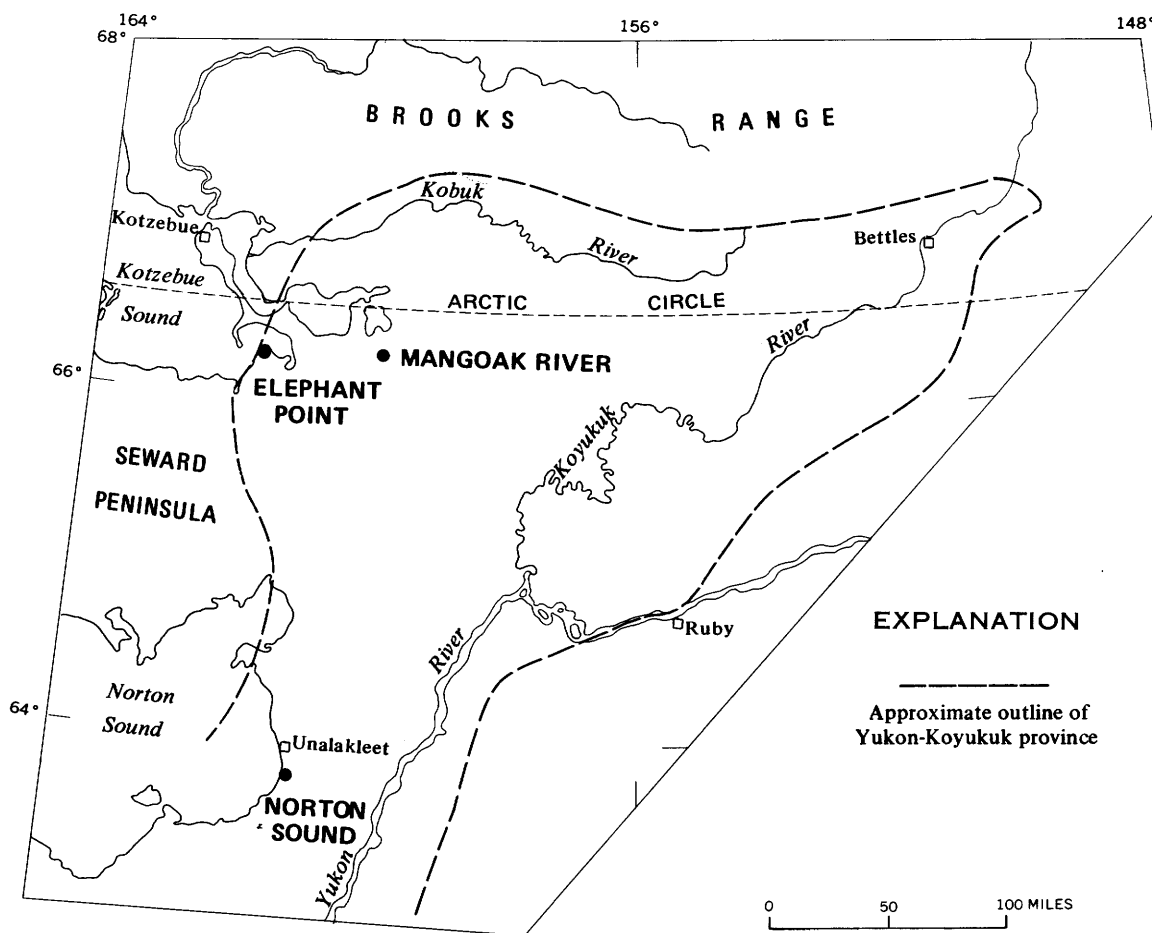 164°
156°
148°
68°
BROOKS RANGE
Kobuk
River
Kotzebue
Bettles
Kotzebue
Sound
ARCTIC CIRCLE
River
66°
MANGOAK RIVER
ELEPHANT
POINT
Koyukuk
SEWARD
PENINSULA
EXPLANATION
Ruby
River
Norton
Sound
64°
Approximate outline of
Yukon-Koyukuk province
Unalakleet
NORTON
SOUND
Yukon
0 50 100 MILES